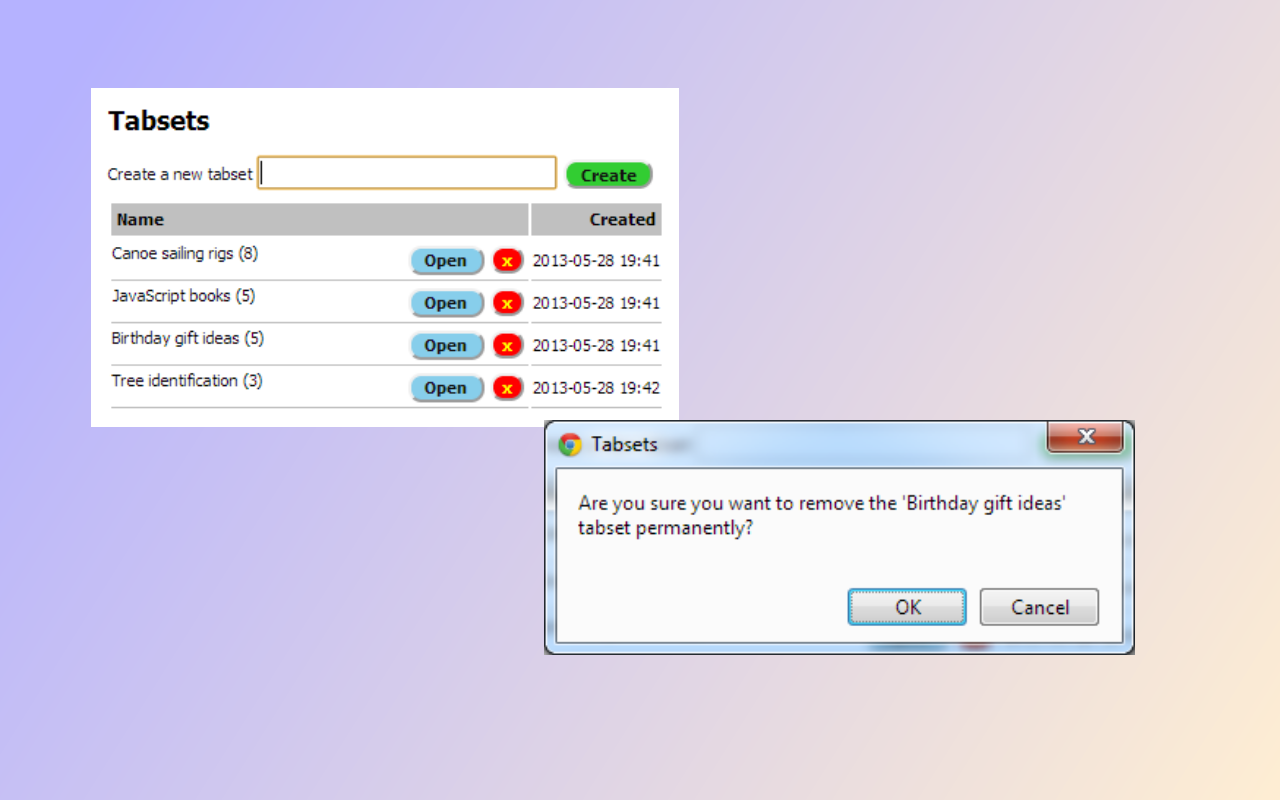 Tabsets
Create a new tabset Create
Name Created
Canoe sailing rigs (8) Open x 2013-05-28 19:41
JavaScript books (5) Open x 2013-05-28 19:41
Birthday gift ideas (5) Open x 2013-05-28 19:41
Tree identification (3) Open x 2013-05-28 19:42
Tabsets
Are you sure you want to remove the 'Birthday gift ideas'
tabset permanently?
OK Cancel